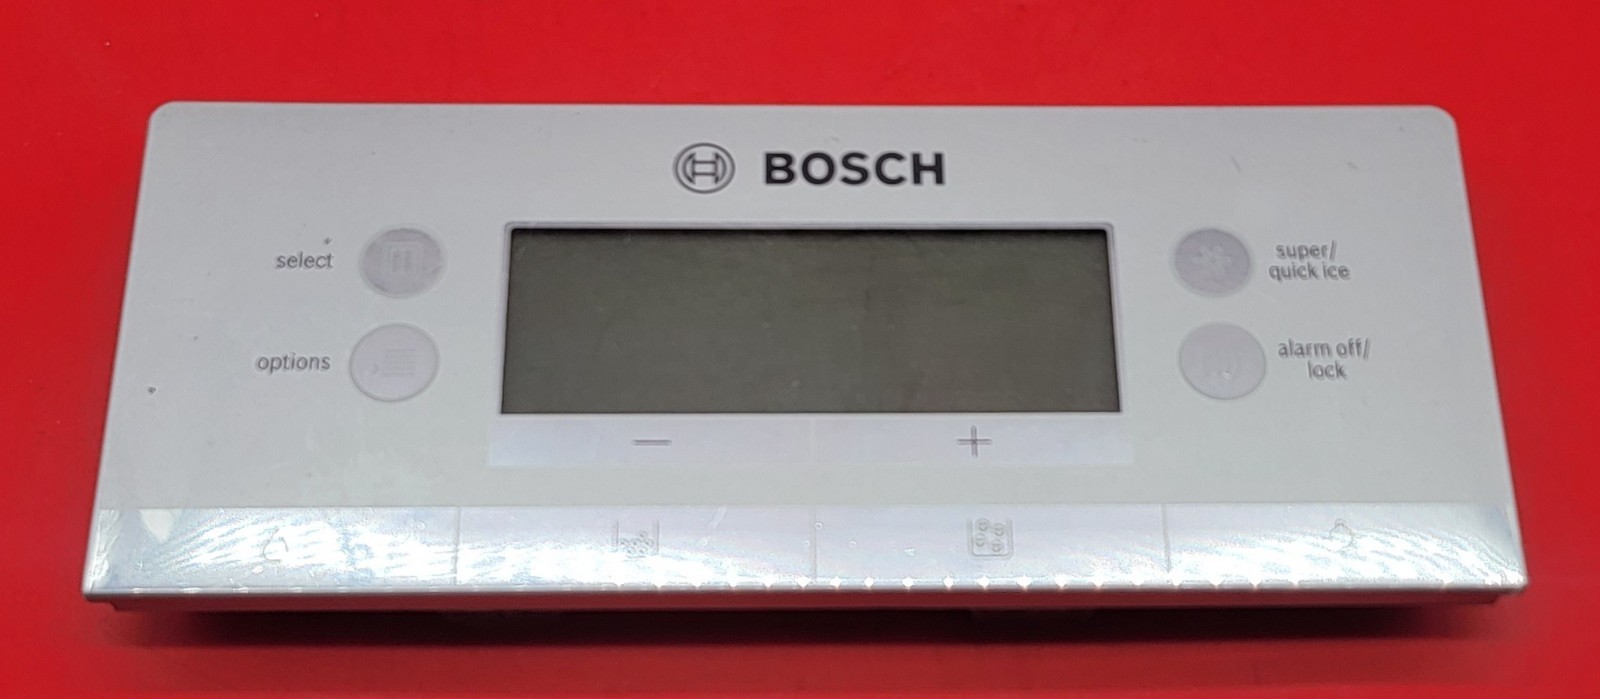 BOSCH
select
options
super/
quick ice
alarm off/
lock
− +